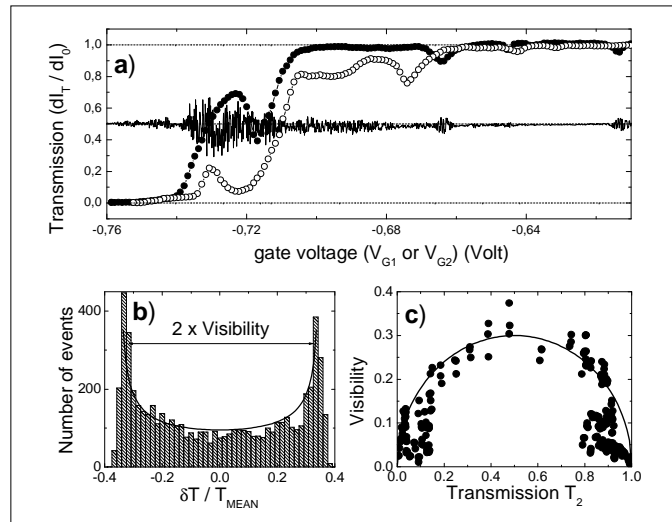 a)
Transmission (dI_T / dI_0)
1,0
0,8
0,6
0,4
0,2
0,0
-0,76 -0,72 -0,68 -0,64
gate voltage (V_G1 or V_G2) (Volt)
b)
2 x Visibility
Number of events
400
200
0
-0.4 -0.2 0.0 0.2 0.4
δT / T_MEAN
c)
Visibility
0.4
0.3
0.2
0.1
0.0
0.0 0.2 0.4 0.6 0.8 1.0
Transmission T_2